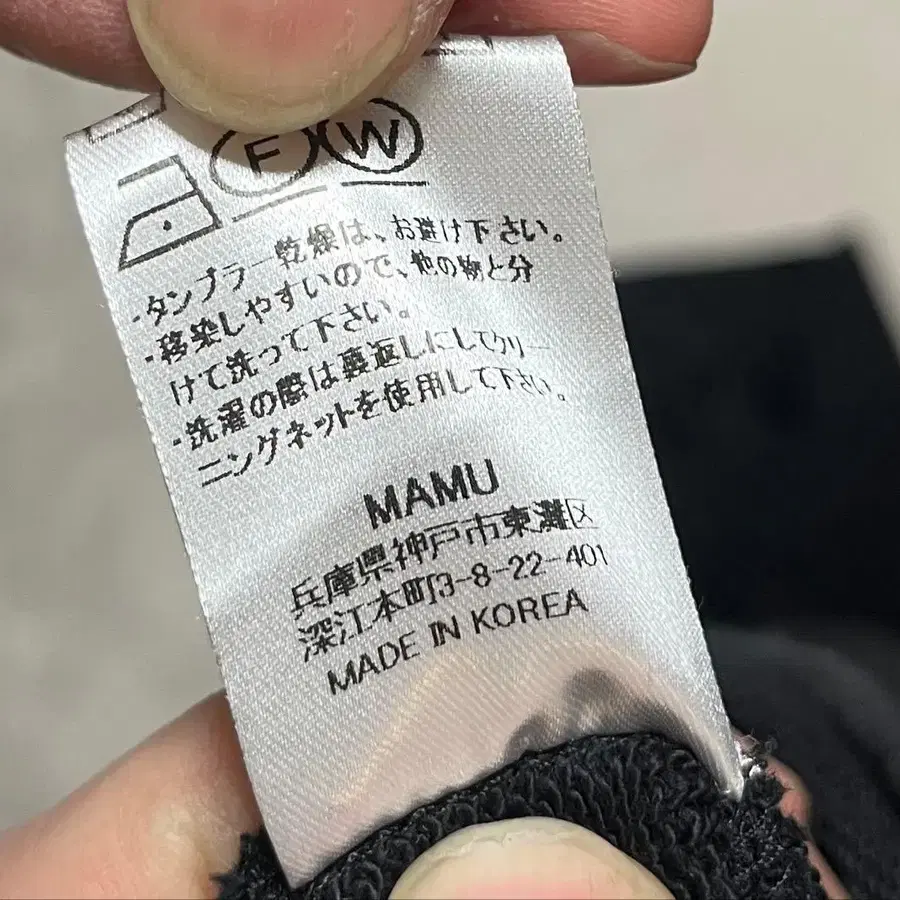 F W
・タンブラー乾燥は、お避け下さい。
・移染しやすいので、他の物と分
けて洗って下さい。
・洗濯の際は裏返しにしてクリー
ニングネットを使用して下さい。
MAMU
兵庫県神戸市東灘区
深江本町3-8-22-401
MADE IN KOREA